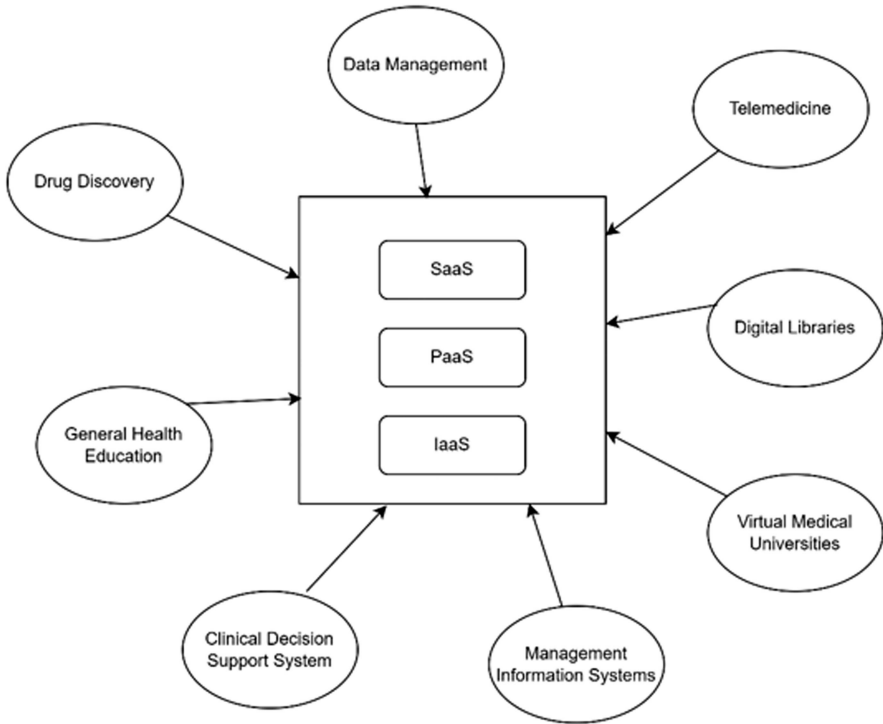 Data Management
Telemedicine
Drug Discovery
SaaS
Digital Libraries
PaaS
General Health
Education
IaaS
Virtual Medical
Universities
Clinical Decision
Support System
Management
Information Systems